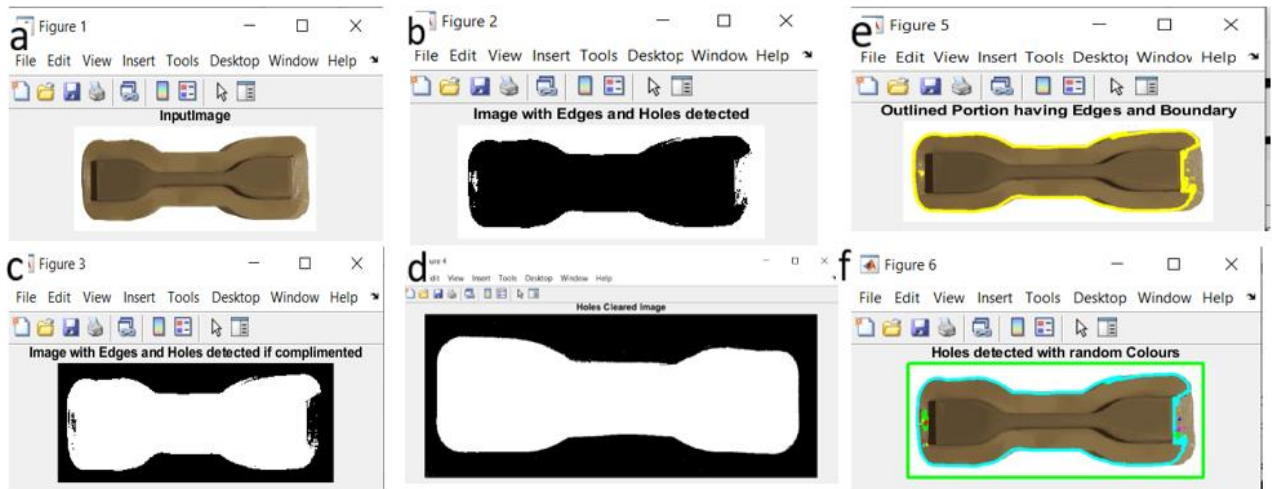 a Figure 1
File Edit View Insert Tools Desktop Window Help
InputImage
b Figure 2
File Edit View Insert Tools Desktop Window Help
Image with Edges and Holes detected
e Figure 5
File Edit View Insert Tools Desktop Window Help
Outlined Portion having Edges and Boundary
c Figure 3
File Edit View Insert Tools Desktop Window Help
Image with Edges and Holes detected if complimented
d ure 4
dit View Insert Tools Desktop Window Help
Holes Cleared Image
f Figure 6
File Edit View Insert Tools Desktop Window Help
Holes detected with random Colours